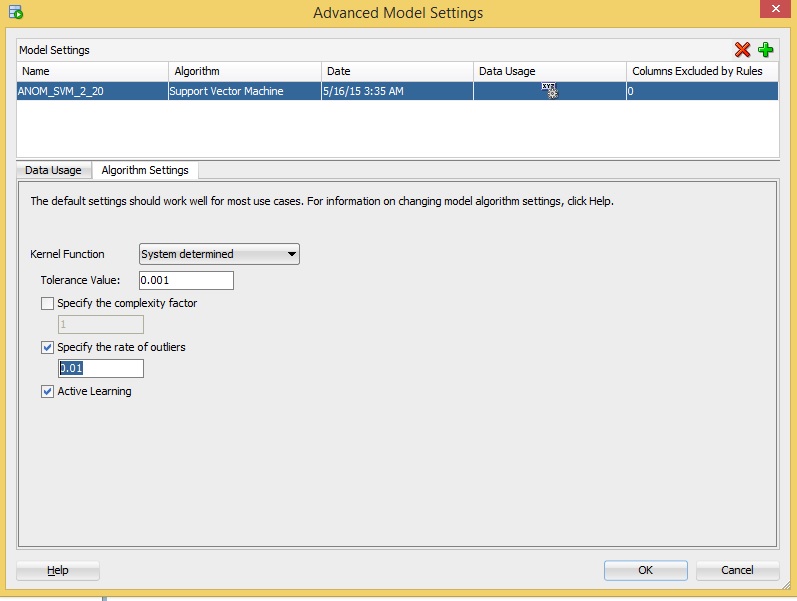 Advanced Model Settings
Model Settings
Name Algorithm Date Data Usage Columns Excluded by Rules
ANOM_SVM_2_20 Support Vector Machine 5/16/15 3:35 AM XYZ 0
Data Usage Algorithm Settings
The default settings should work well for most use cases. For information on changing model algorithm settings, click Help.
Kernel Function System determined
Tolerance Value: 0.001
Specify the complexity factor
1
Specify the rate of outliers
0.01
Active Learning
Help OK Cancel